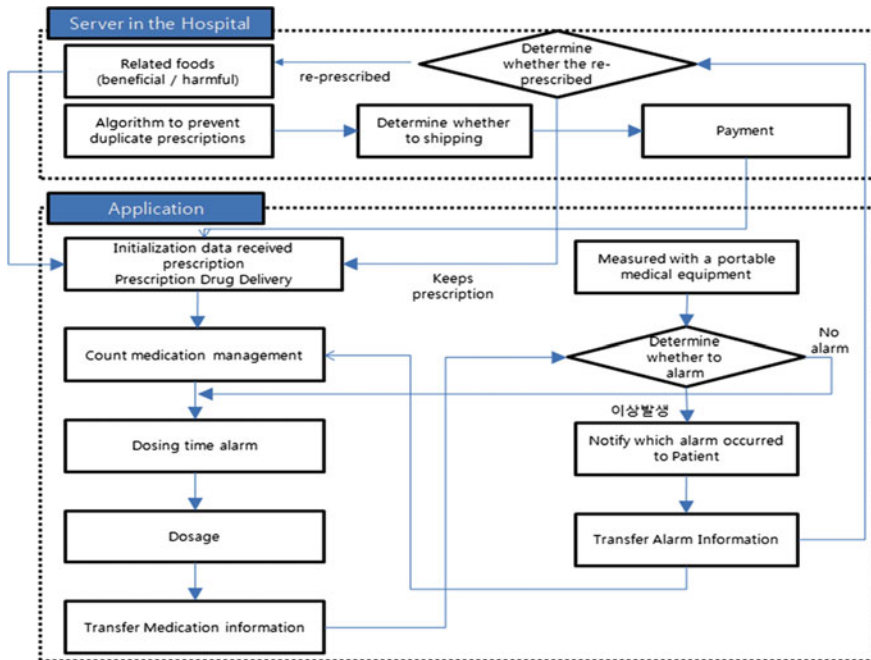 Server in the Hospital
Related foods
(beneficial / harmful)
re-prescribed
Determine
whether the re-
prescribed
Algorithm to prevent
duplicate prescriptions
Determine whether
to shipping
Payment
Application
Initialization data received
prescription
Prescription Drug Delivery
Keeps
prescription
Measured with a portable
medical equipment
Count medication management
Determine
whether to
alarm
No
alarm
이상발생
Dosing time alarm
Notify which alarm occurred
to Patient
Dosage
Transfer Alarm Information
Transfer Medication information